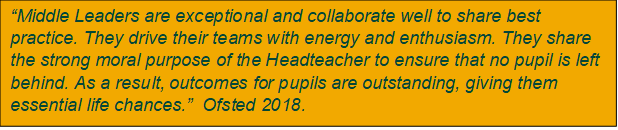 “Middle Leaders are exceptional and collaborate well to share best
practice. They drive their teams with energy and enthusiasm. They share
the strong moral purpose of the Headteacher to ensure that no pupil is left
behind. As a result, outcomes for pupils are outstanding, giving them
essential life chances.”  Ofsted 2018.